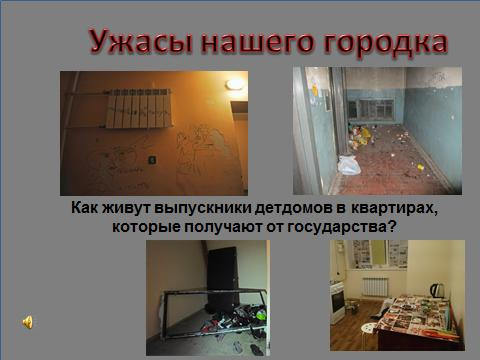 Ужасы нашего городка
Как живут выпускники детдомов в квартирах,
которые получают от государства?